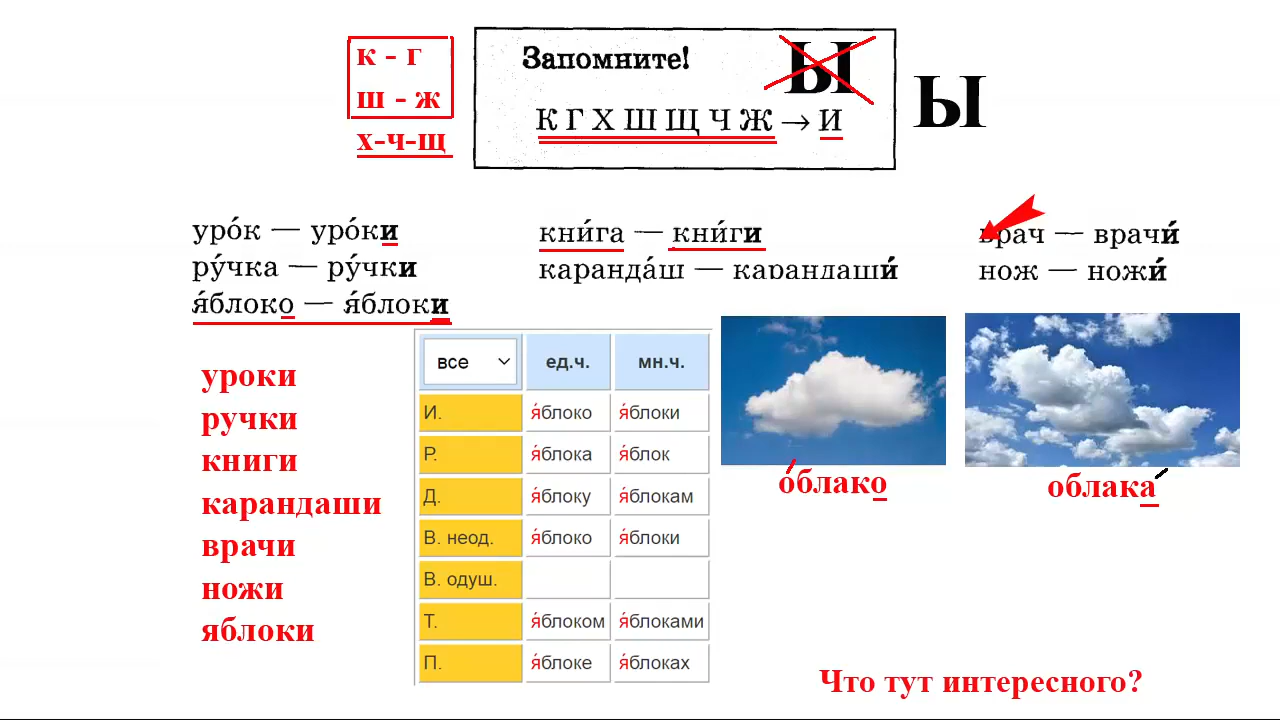 к - г
ш - ж
х-ч-щ
Запомните!
Ы
К Г Х Ш Щ Ч Ж → И
Ы
уро́к — уро́ки
ру́чка — ру́чки
я́блоко — я́блоки
кни́га — кни́ги
каранда́ш — карандаши́
врач — врачи́
нож — ножи́
уроки
ручки
книги
карандаши
врачи
ножи
яблоки
все ед.ч. мн.ч.
И. я́блоко я́блоки
Р. я́блока я́блок
Д. я́блоку я́блокам
В. неод. я́блоко я́блоки
В. одуш.
Т. я́блоком я́блоками
П. я́блоке я́блоках
о́блако
облака́
Что тут интересного?